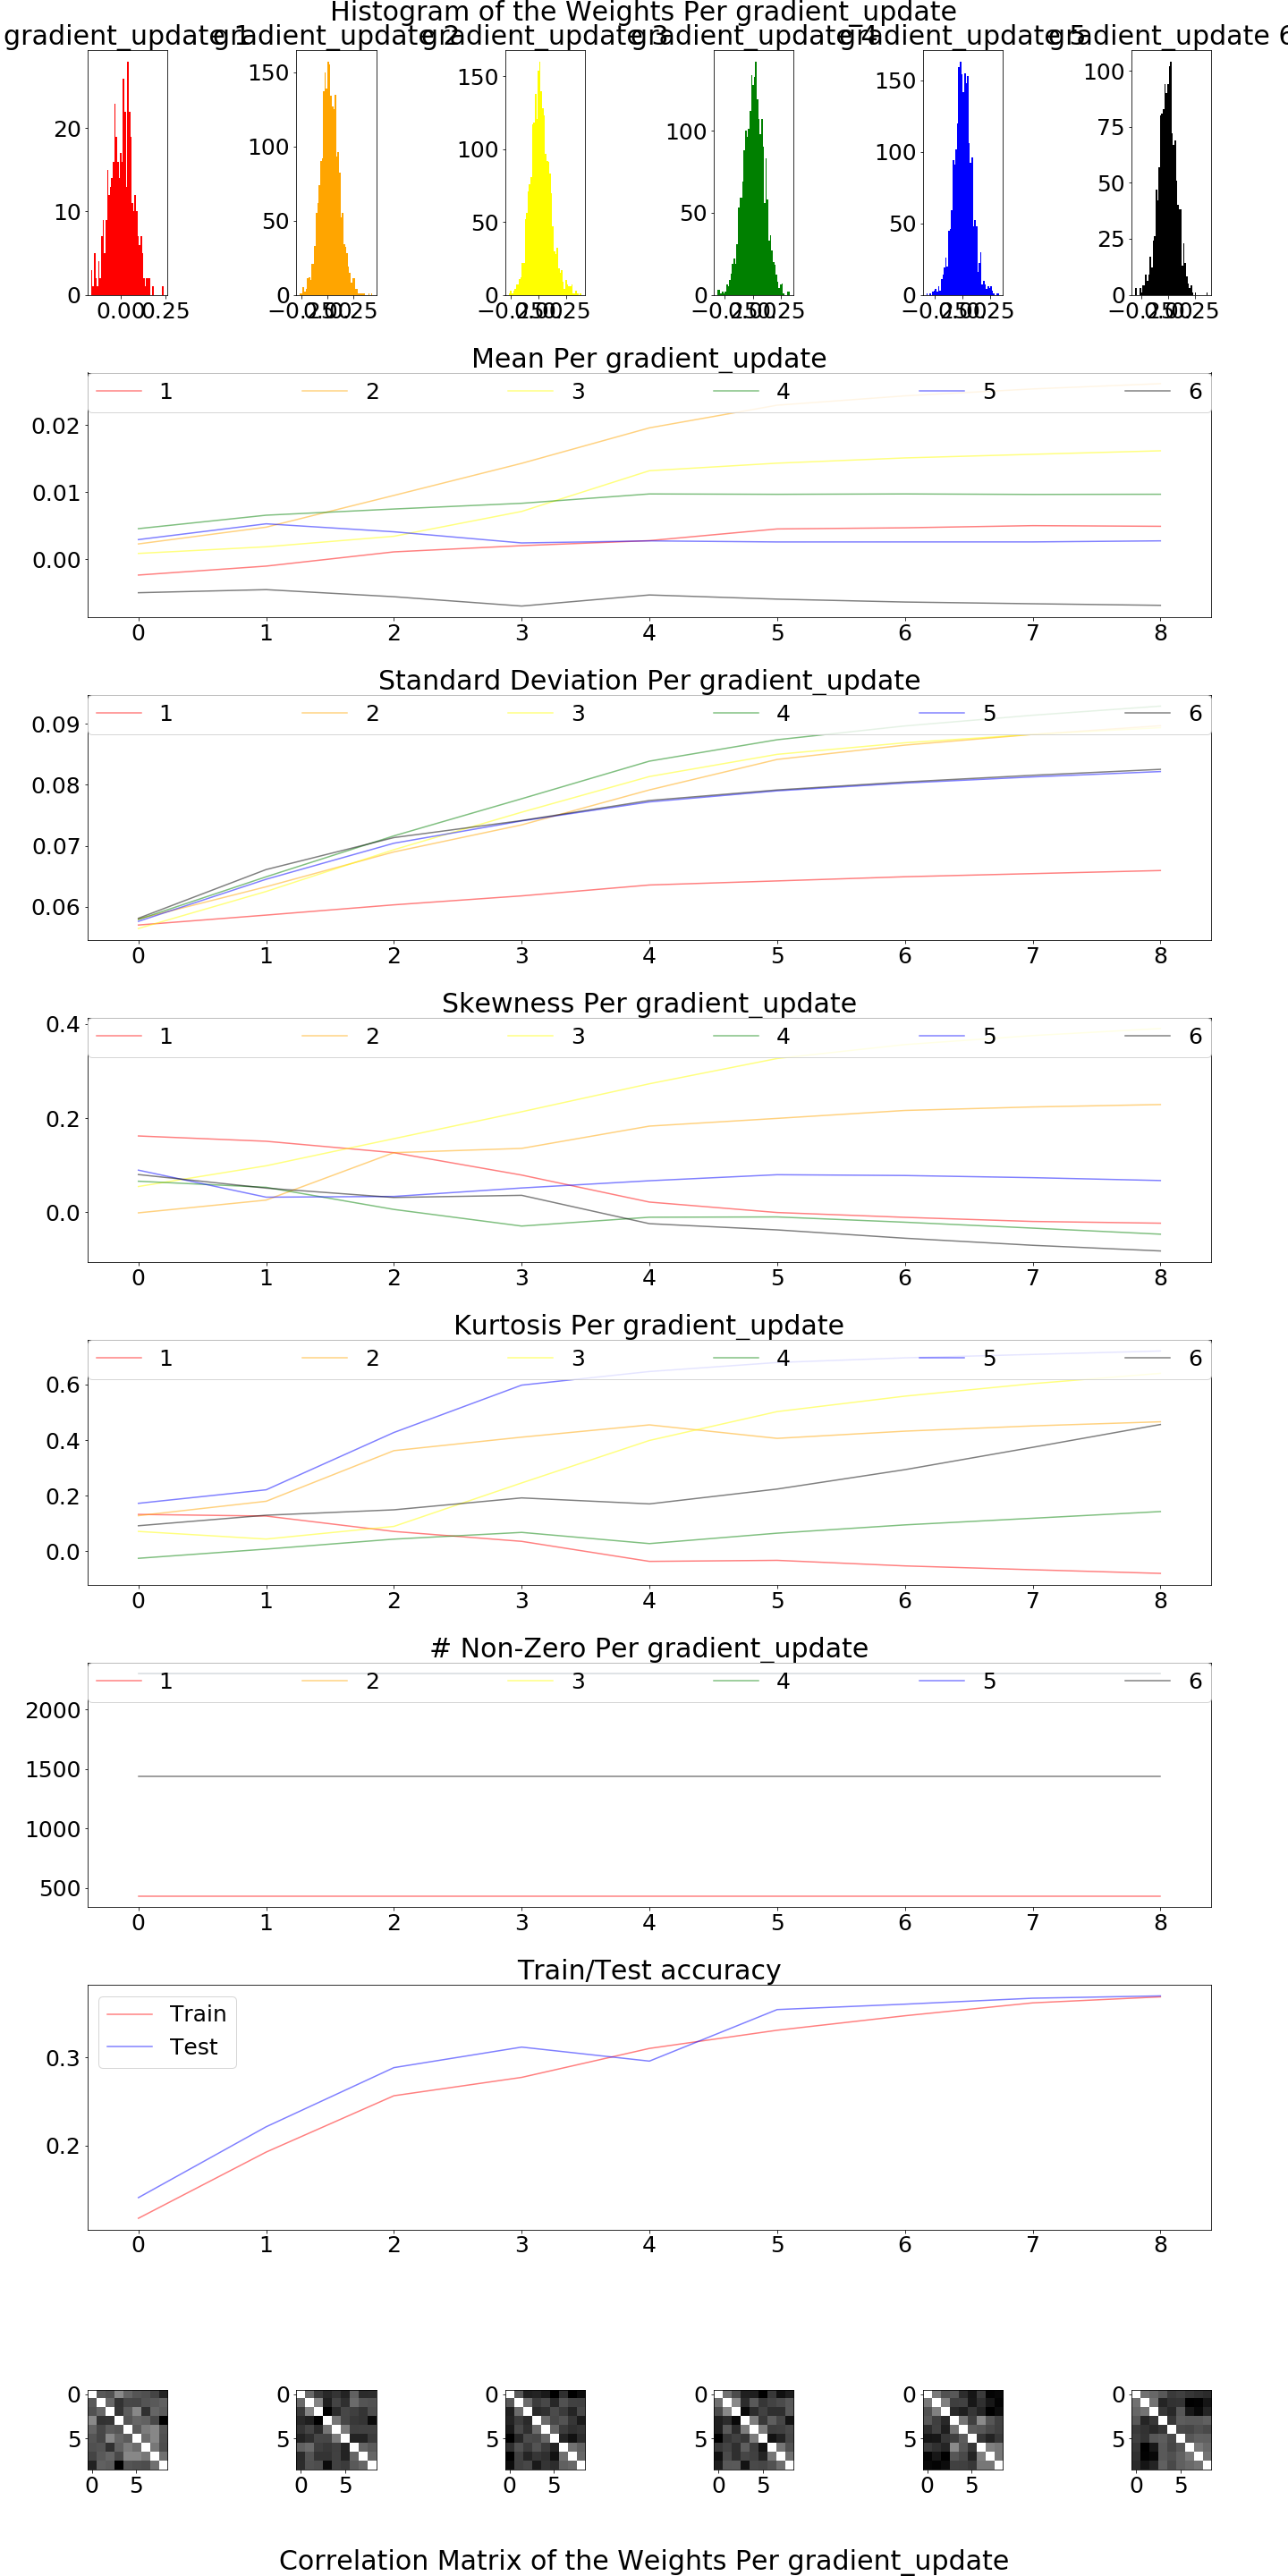 Histogram of the Weights Per gradient_update
gradient_update 1 gradient_update 2 gradient_update 3 gradient_update 4 gradient_update 5 gradient_update 6
20
10
0
0.00 0.25
150
100
50
0
−0.25 0.00 0.25
150
100
50
0
−0.25 0.00 0.25
100
50
0
−0.25 0.00 0.25
150
100
50
0
−0.25 0.00 0.25
100
75
50
25
0
−0.25 0.00 0.25
Mean Per gradient_update
1 2 3 4 5 6
0.02
0.01
0.00
0 1 2 3 4 5 6 7 8
Standard Deviation Per gradient_update
1 2 3 4 5 6
0.09
0.08
0.07
0.06
0 1 2 3 4 5 6 7 8
Skewness Per gradient_update
0.4
1 2 3 4 5 6
0.2
0.0
0 1 2 3 4 5 6 7 8
Kurtosis Per gradient_update
1 2 3 4 5 6
0.6
0.4
0.2
0.0
0 1 2 3 4 5 6 7 8
# Non-Zero Per gradient_update
1 2 3 4 5 6
2000
1500
1000
500
0 1 2 3 4 5 6 7 8
Train/Test accuracy
Train
Test
0.3
0.2
0 1 2 3 4 5 6 7 8
0 0 0 0 0 0
5 5 5 5 5 5
0 5 0 5 0 5 0 5 0 5 0 5
Correlation Matrix of the Weights Per gradient_update